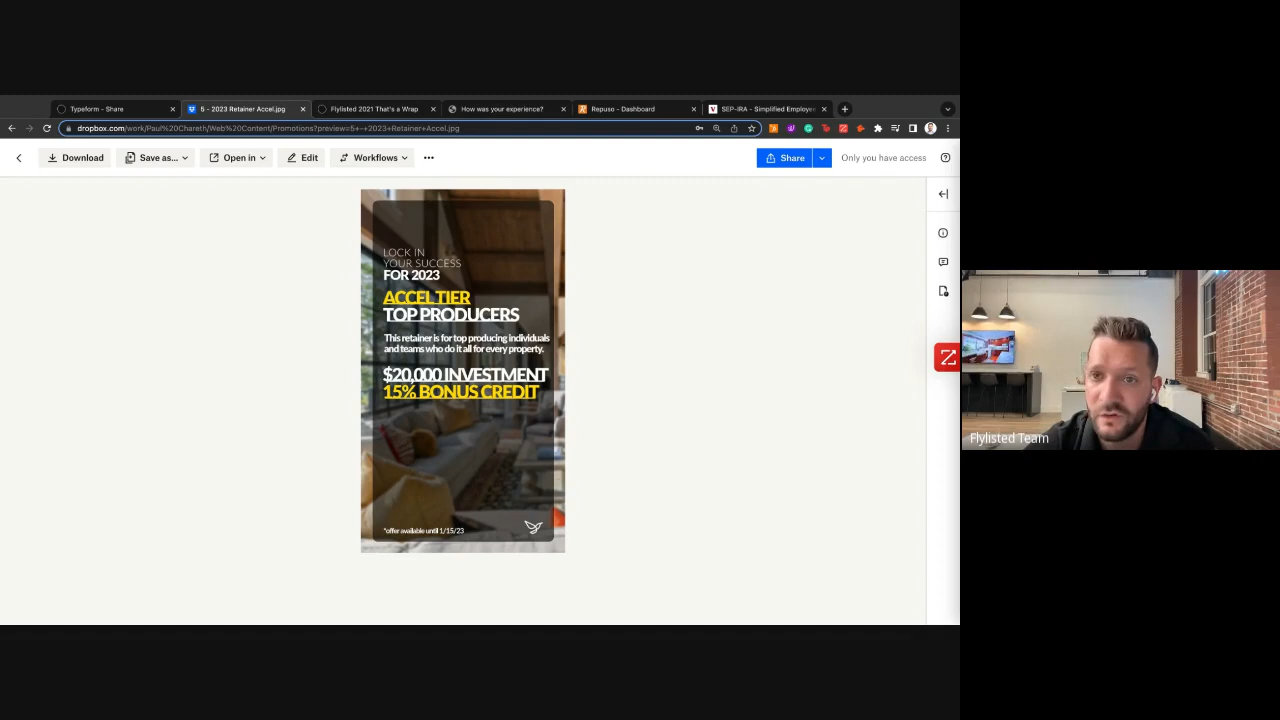 Typeform - Share
5 - 2023 Retainer Accel.jpg
Flylisted 2021 That's a Wrap
How was your experience?
Repuso - Dashboard
SEP-IRA - Simplified Employe
dropbox.com/work/Paul%20Chareth/Web%20Content/Promotions?preview=5+-+2023+Retainer+Accel.jpg
Download
Save as...
Open in
Edit
Workflows
Share
Only you have access
LOCK IN
YOUR SUCCESS
FOR 2023
ACCEL TIER
TOP PRODUCERS
This retainer is for top producing individuals
and teams who do it all for every property.
$20,000 INVESTMENT
15% BONUS CREDIT
*offer available until 1/15/23
Flylisted Team